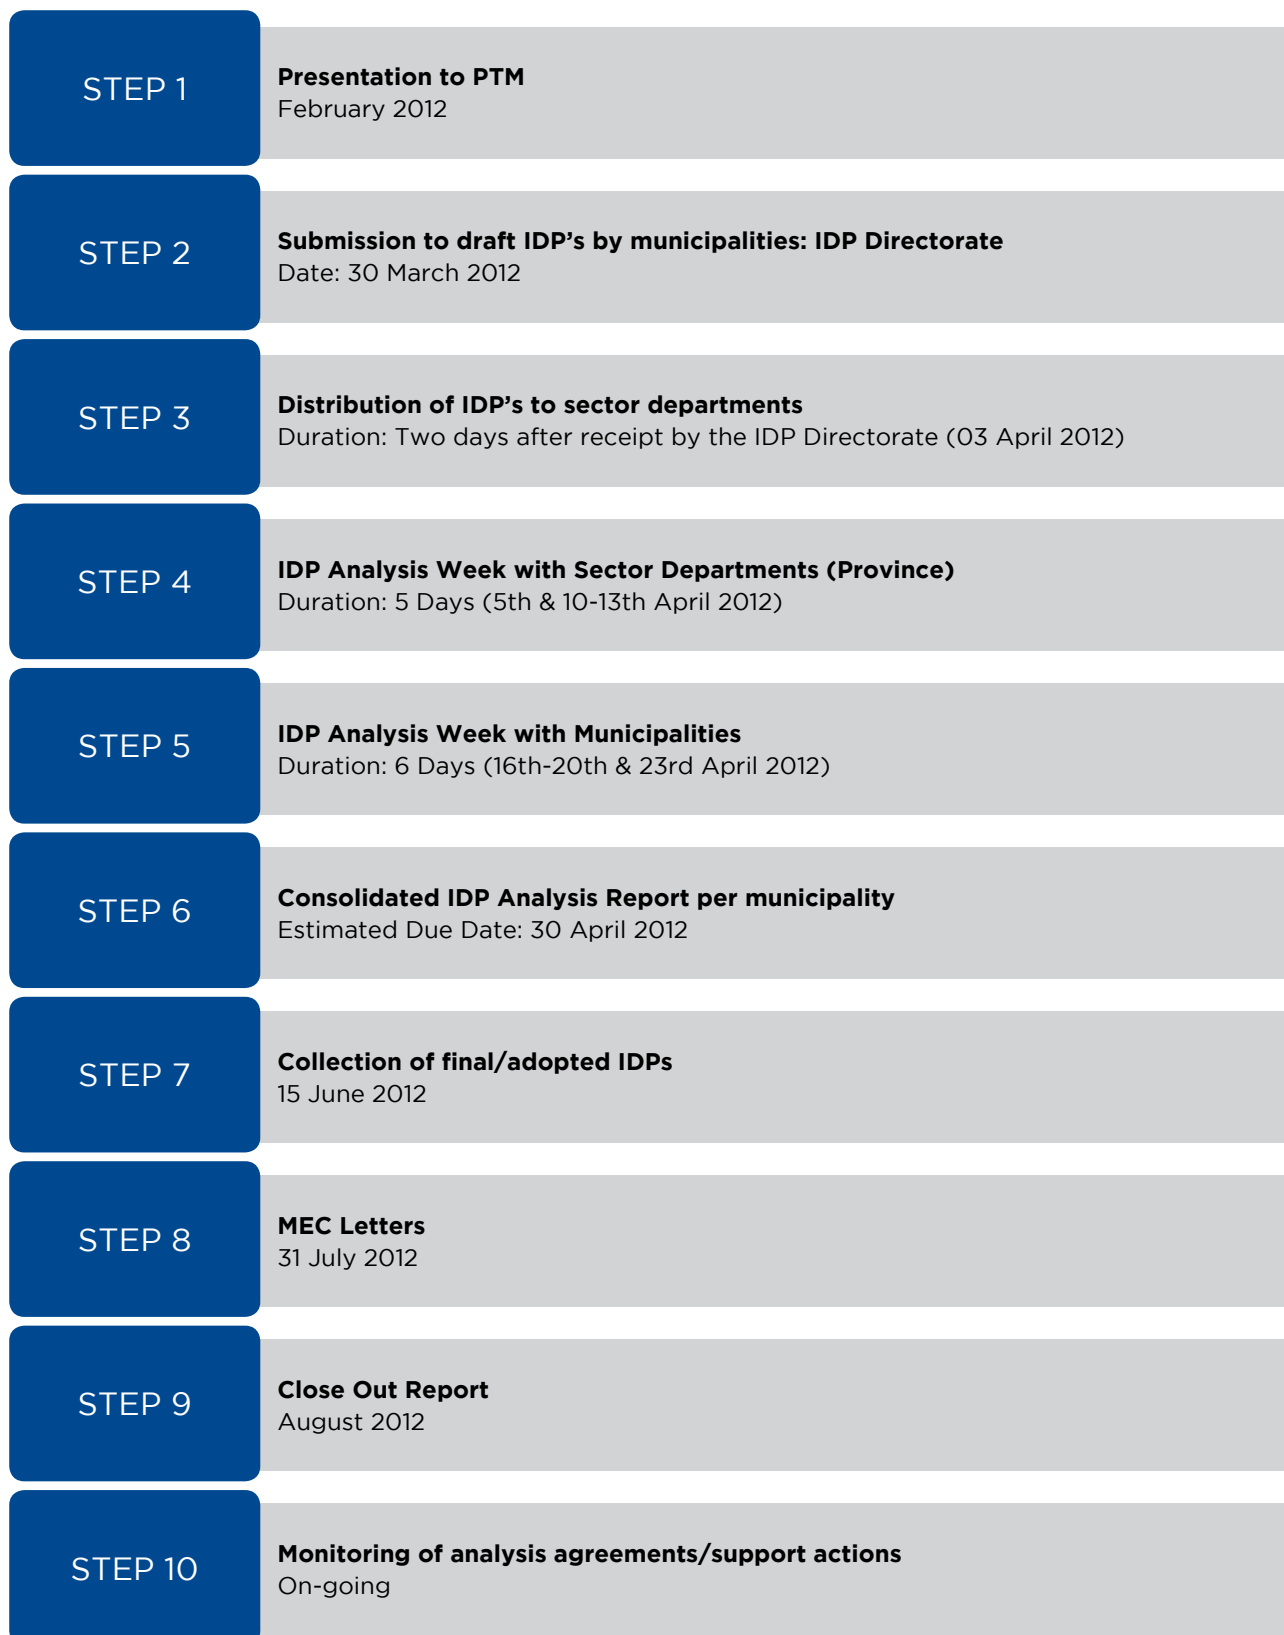 STEP 1
Presentation to PTM
February 2012
STEP 2
Submission to draft IDP’s by municipalities: IDP Directorate
Date: 30 March 2012
STEP 3
Distribution of IDP’s to sector departments
Duration: Two days after receipt by the IDP Directorate (03 April 2012)
STEP 4
IDP Analysis Week with Sector Departments (Province)
Duration: 5 Days (5th & 10-13th April 2012)
STEP 5
IDP Analysis Week with Municipalities
Duration: 6 Days (16th-20th & 23rd April 2012)
STEP 6
Consolidated IDP Analysis Report per municipality
Estimated Due Date: 30 April 2012
STEP 7
Collection of final/adopted IDPs
15 June 2012
STEP 8
MEC Letters
31 July 2012
STEP 9
Close Out Report
August 2012
STEP 10
Monitoring of analysis agreements/support actions
On-going